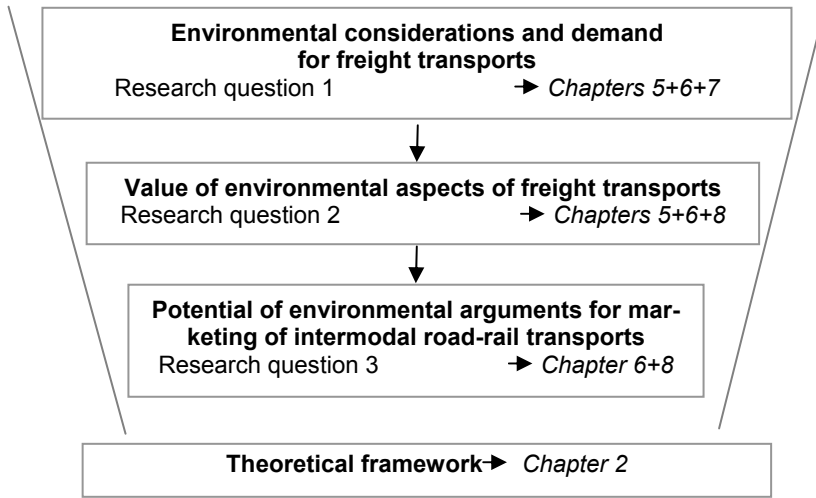 Environmental considerations and demand
for freight transports
Research question 1 → Chapters 5+6+7
Value of environmental aspects of freight transports
Research question 2 → Chapters 5+6+8
Potential of environmental arguments for mar-
keting of intermodal road-rail transports
Research question 3 → Chapter 6+8
Theoretical framework → Chapter 2